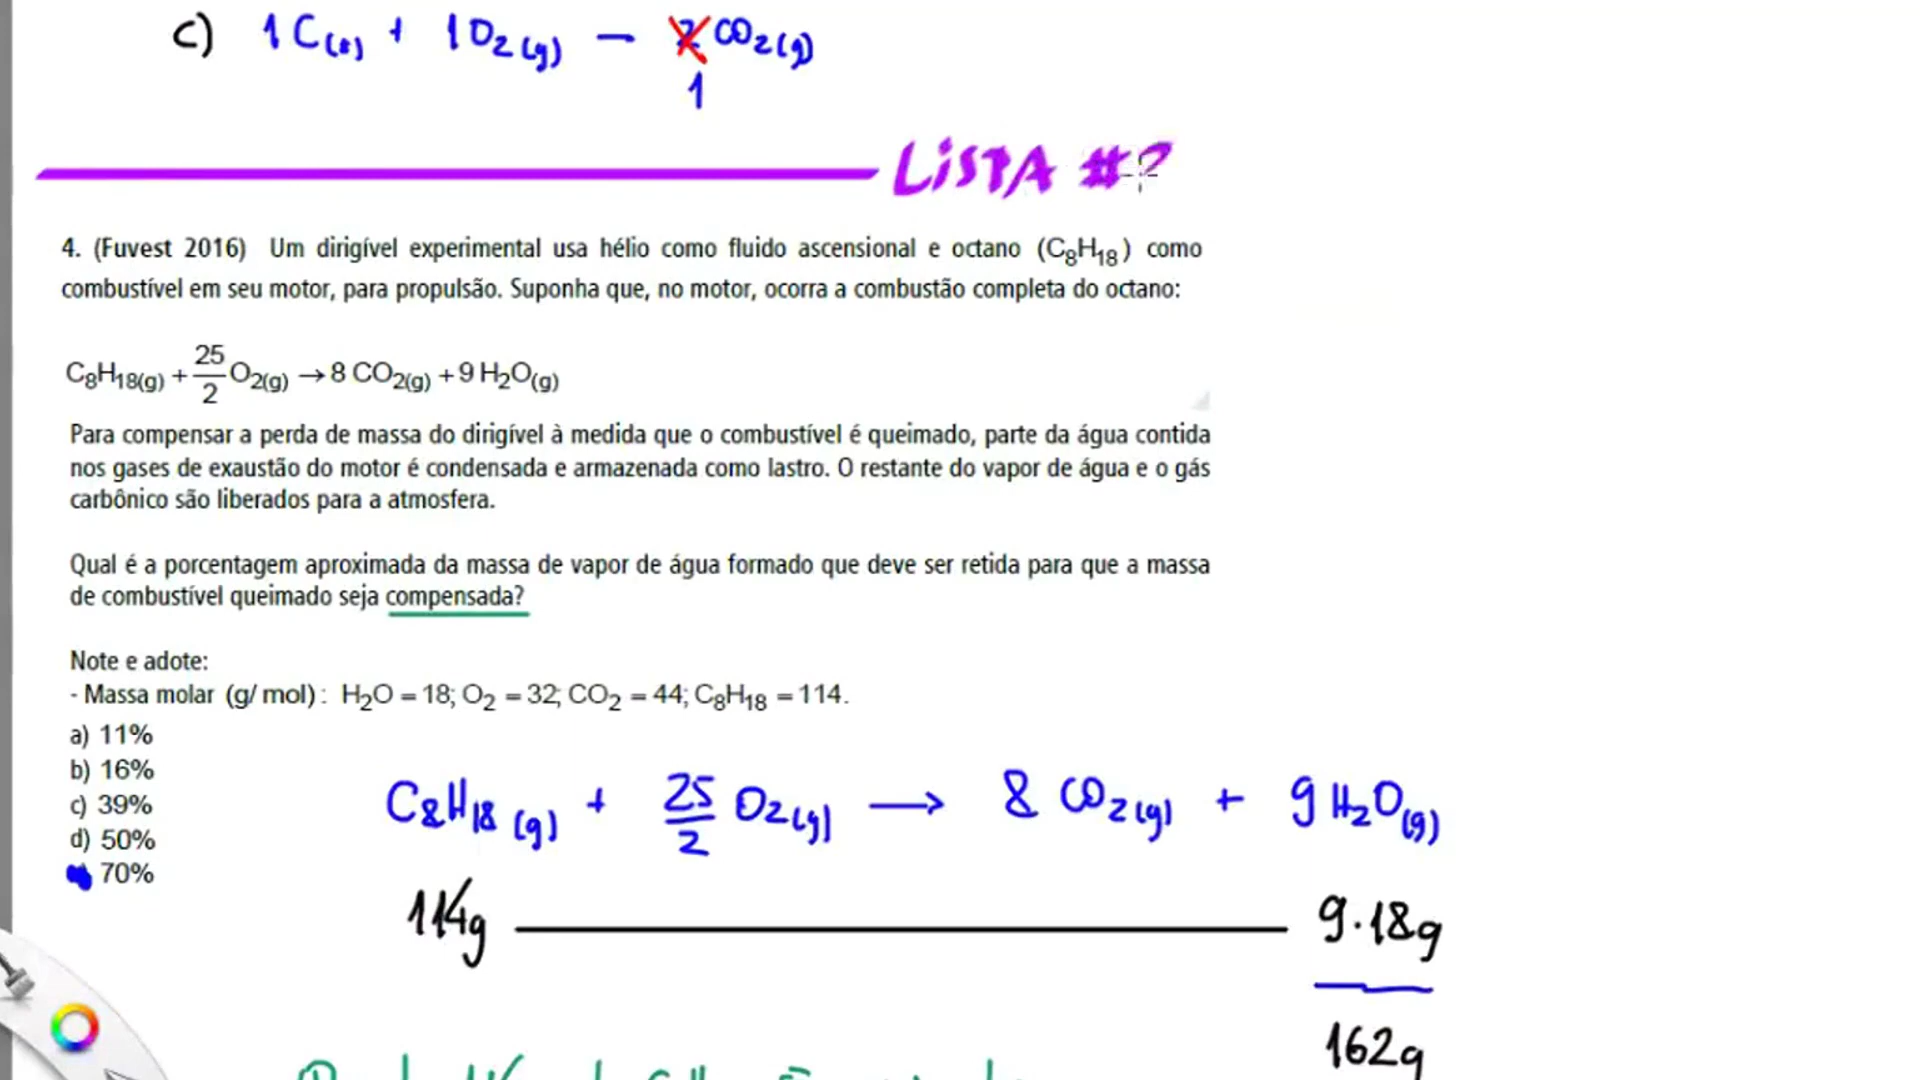 c) 1 C(s) + 1 O2(g) — 2 CO2(g)
1
LISTA #2
4. (Fuvest 2016) Um dirigível experimental usa hélio como fluido ascensional e octano (C8H18) como
combustível em seu motor, para propulsão. Suponha que, no motor, ocorra a combustão completa do octano:
C8H18(g) + 25/2 O2(g) → 8 CO2(g) + 9 H2O(g)
Para compensar a perda de massa do dirigível à medida que o combustível é queimado, parte da água contida
nos gases de exaustão do motor é condensada e armazenada como lastro. O restante do vapor de água e o gás
carbônico são liberados para a atmosfera.
Qual é a porcentagem aproximada da massa de vapor de água formado que deve ser retida para que a massa
de combustível queimado seja compensada?
Note e adote:
- Massa molar (g/mol): H2O = 18; O2 = 32; CO2 = 44; C8H18 = 114.
a) 11%
b) 16%
c) 39%
d) 50%
70%
C8H18(g) + 25/2 O2(g) → 8 CO2(g) + 9 H2O(g)
114g 9.18g
162g